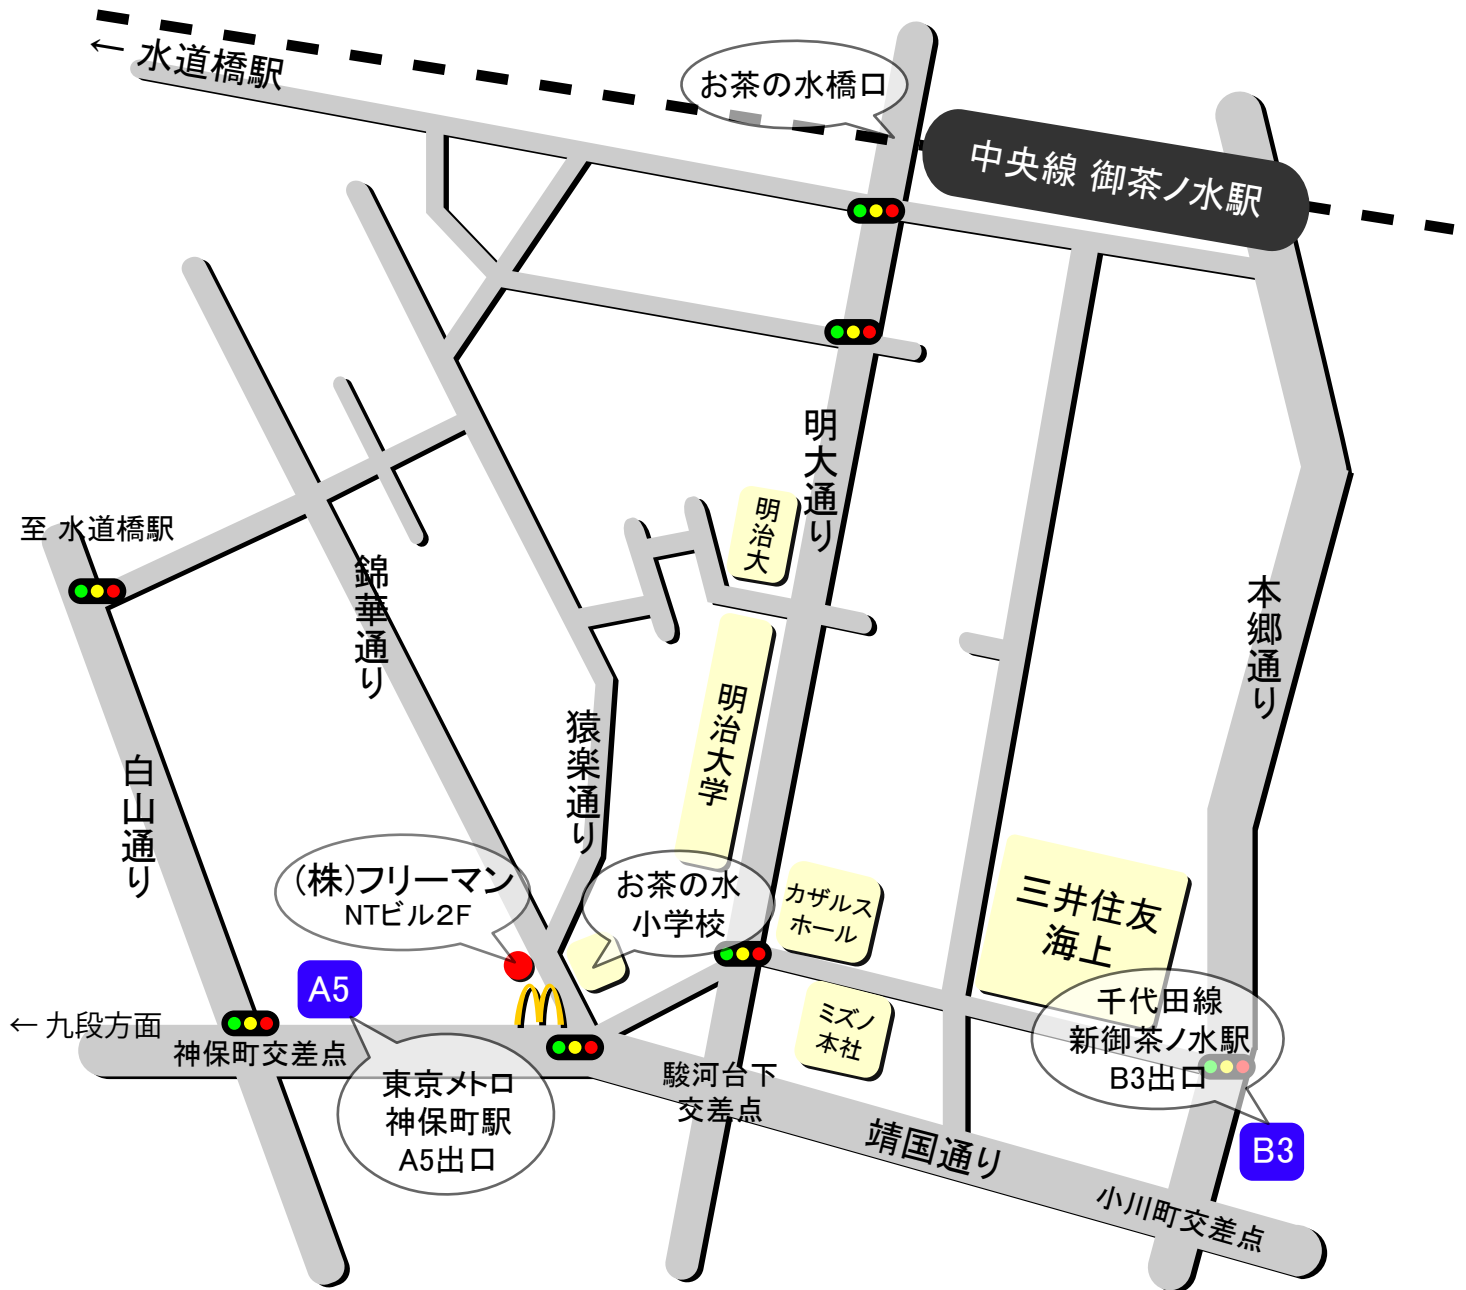 ← 水道橋駅
お茶の水橋口
中央線 御茶ノ水駅
明大通り
明治大
至 水道橋駅
錦華通り
本郷通り
明治大学
猿楽通り
白山通り
(株)フリーマン
NTビル2F
お茶の水
小学校
カザルス
ホール
三井住友
海上
A5
← 九段方面
神保町交差点
ミズノ
本社
千代田線
新御茶ノ水駅
B3出口
東京メトロ
神保町駅
A5出口
駿河台下
交差点
靖国通り
B3
小川町交差点